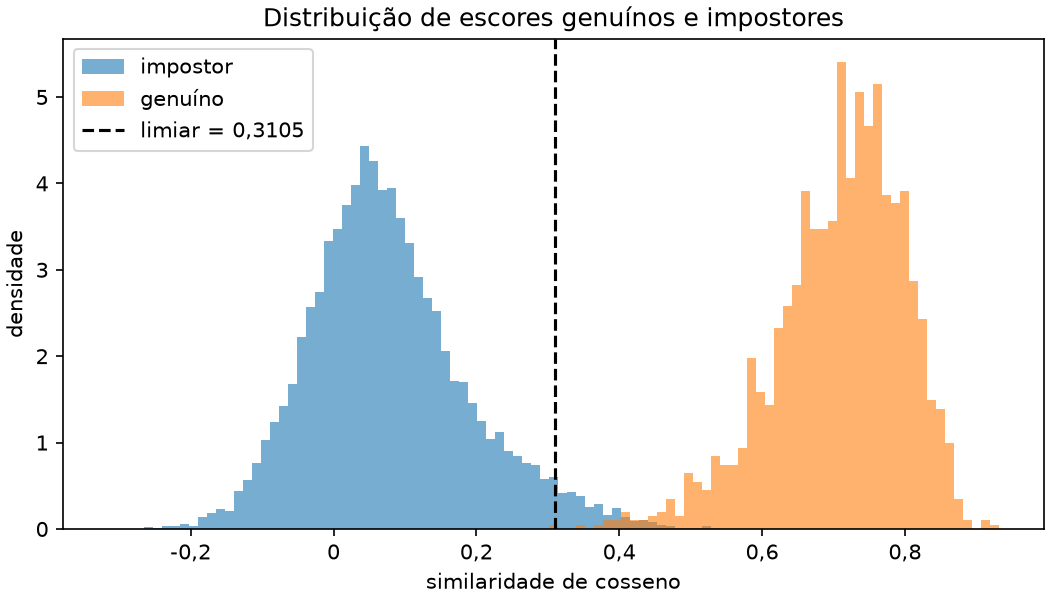 Distribuição de escores genuínos e impostores
impostor
genuíno
limiar = 0,3105
densidade
5
4
3
2
1
0
-0,2
0
0,2
0,4
0,6
0,8
similaridade de cosseno